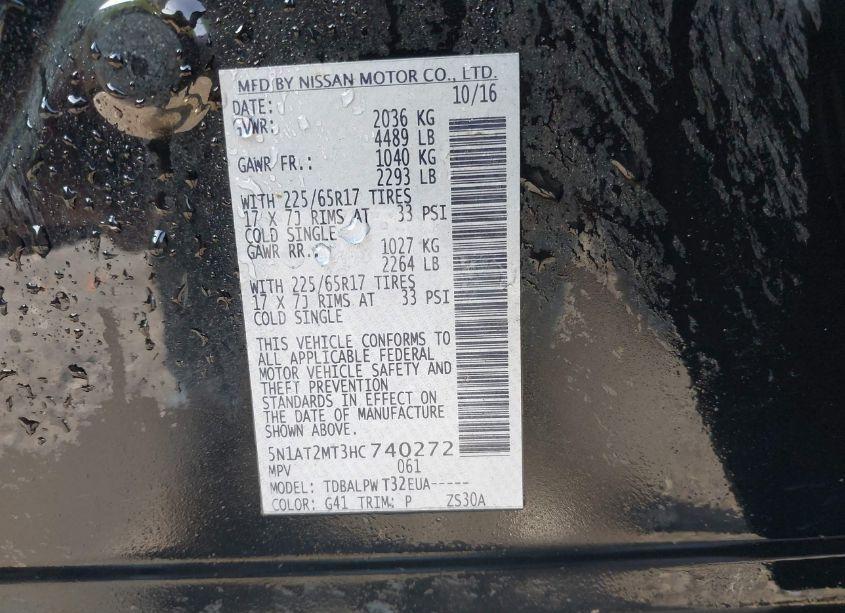 MFD BY NISSAN MOTOR CO., LTD.
DATE: 10/16
GVWR: 2036 KG
4489 LB
GAWR FR.: 1040 KG
2293 LB
WITH 225/65R17 TIRES
17 X 7J RIMS AT 33 PSI
COLD SINGLE
GAWR RR.: 1027 KG
2264 LB
WITH 225/65R17 TIRES
17 X 7J RIMS AT 33 PSI
COLD SINGLE
THIS VEHICLE CONFORMS TO
ALL APPLICABLE FEDERAL
MOTOR VEHICLE SAFETY AND
THEFT PREVENTION
STANDARDS IN EFFECT ON
THE DATE OF MANUFACTURE
SHOWN ABOVE.
5N1AT2MT3HC740272
MPV 061
MODEL: TDBALPW T32EUA-----
COLOR: G41 TRIM: P ZS30A